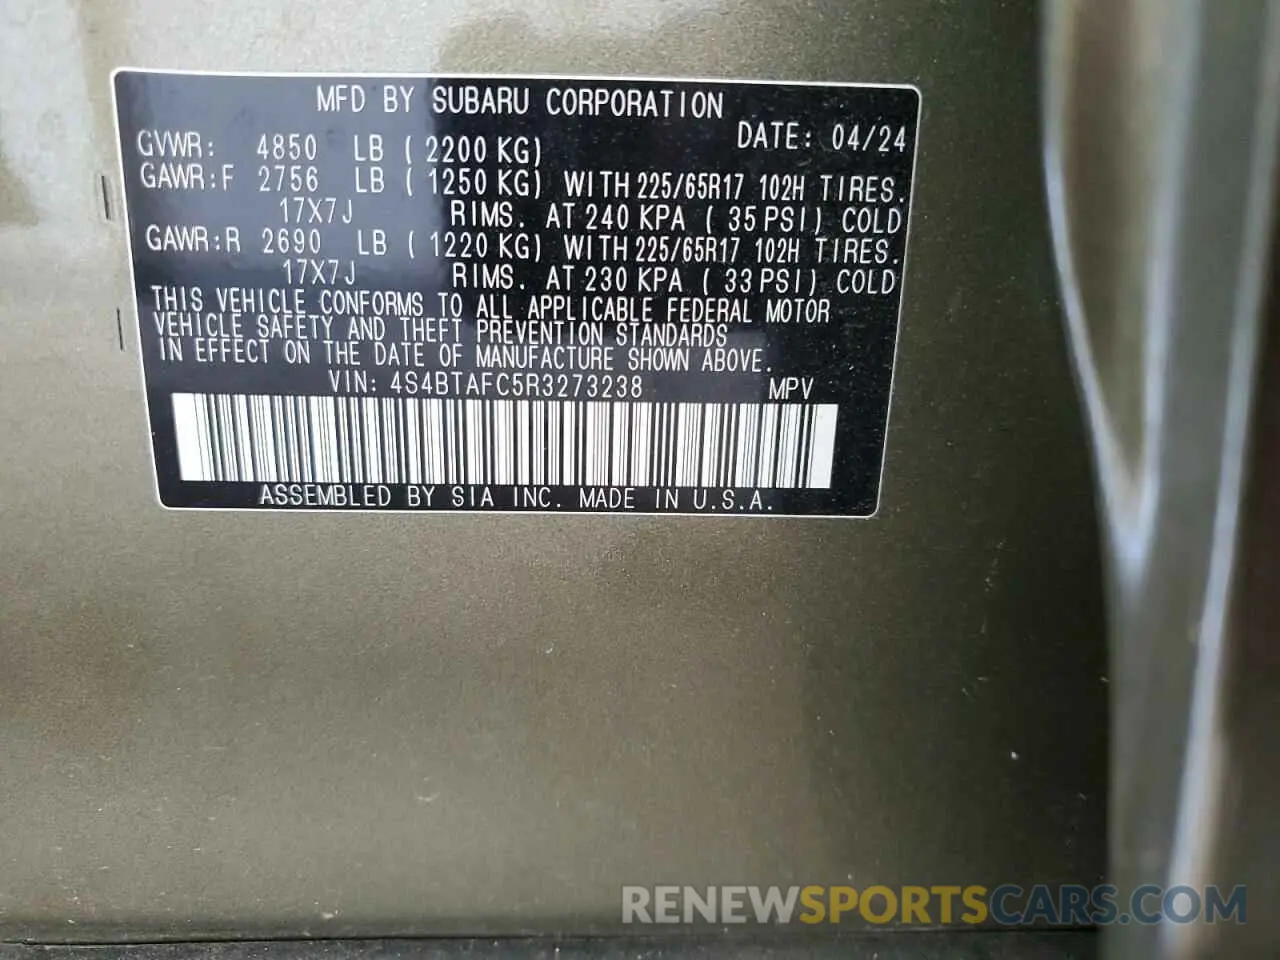 MFD BY SUBARU CORPORATION
DATE: 04/24
GVWR: 4850 LB ( 2200 KG)
GAWR:F 2756 LB ( 1250 KG) WITH 225/65R17 102H TIRES.
17X7J RIMS. AT 240 KPA ( 35 PSI) COLD
GAWR:R 2690 LB ( 1220 KG) WITH 225/65R17 102H TIRES.
17X7J RIMS. AT 230 KPA ( 33 PSI) COLD
THIS VEHICLE CONFORMS TO ALL APPLICABLE FEDERAL MOTOR
VEHICLE SAFETY AND THEFT PREVENTION STANDARDS
IN EFFECT ON THE DATE OF MANUFACTURE SHOWN ABOVE.
VIN: 4S4BTAFC5R3273238 MPV
ASSEMBLED BY SIA INC. MADE IN U.S.A.
RENEWSPORTSCARS.COM